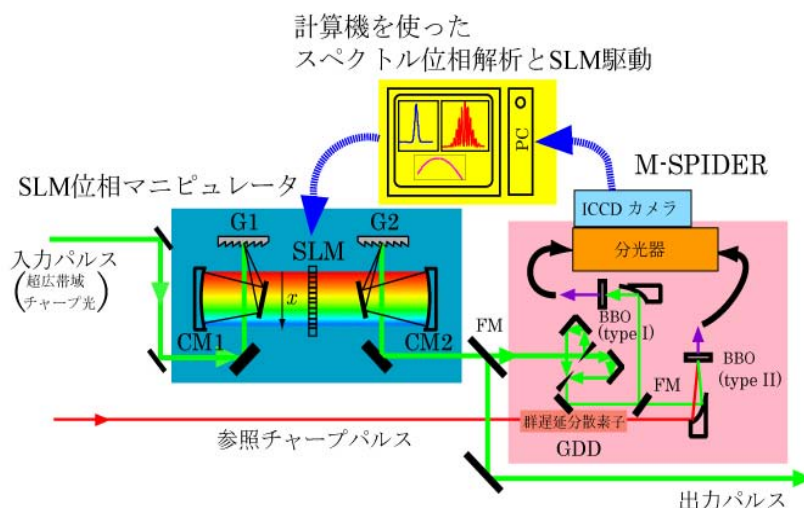 計算機を使った
スペクトル位相解析とSLM駆動
PC
M-SPIDER
SLM位相マニピュレータ
ICCD カメラ
分光器
G1
G2
SLM
入力パルス
(超広帯域
チャープ光)
x
CM1
CM2
FM
BBO
(type I)
BBO
(type II)
FM
参照チャープパルス
群遅延分散素子
GDD
出力パルス